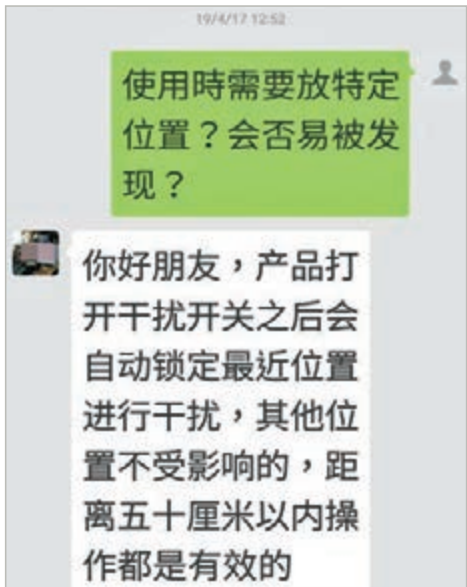 19/4/17 12:52
使用時需要放特定
位置？会否易被发
现？
你好朋友，产品打
开干扰开关之后会
自动锁定最近位置
进行干扰，其他位
置不受影响的，距
离五十厘米以内操
作都是有效的